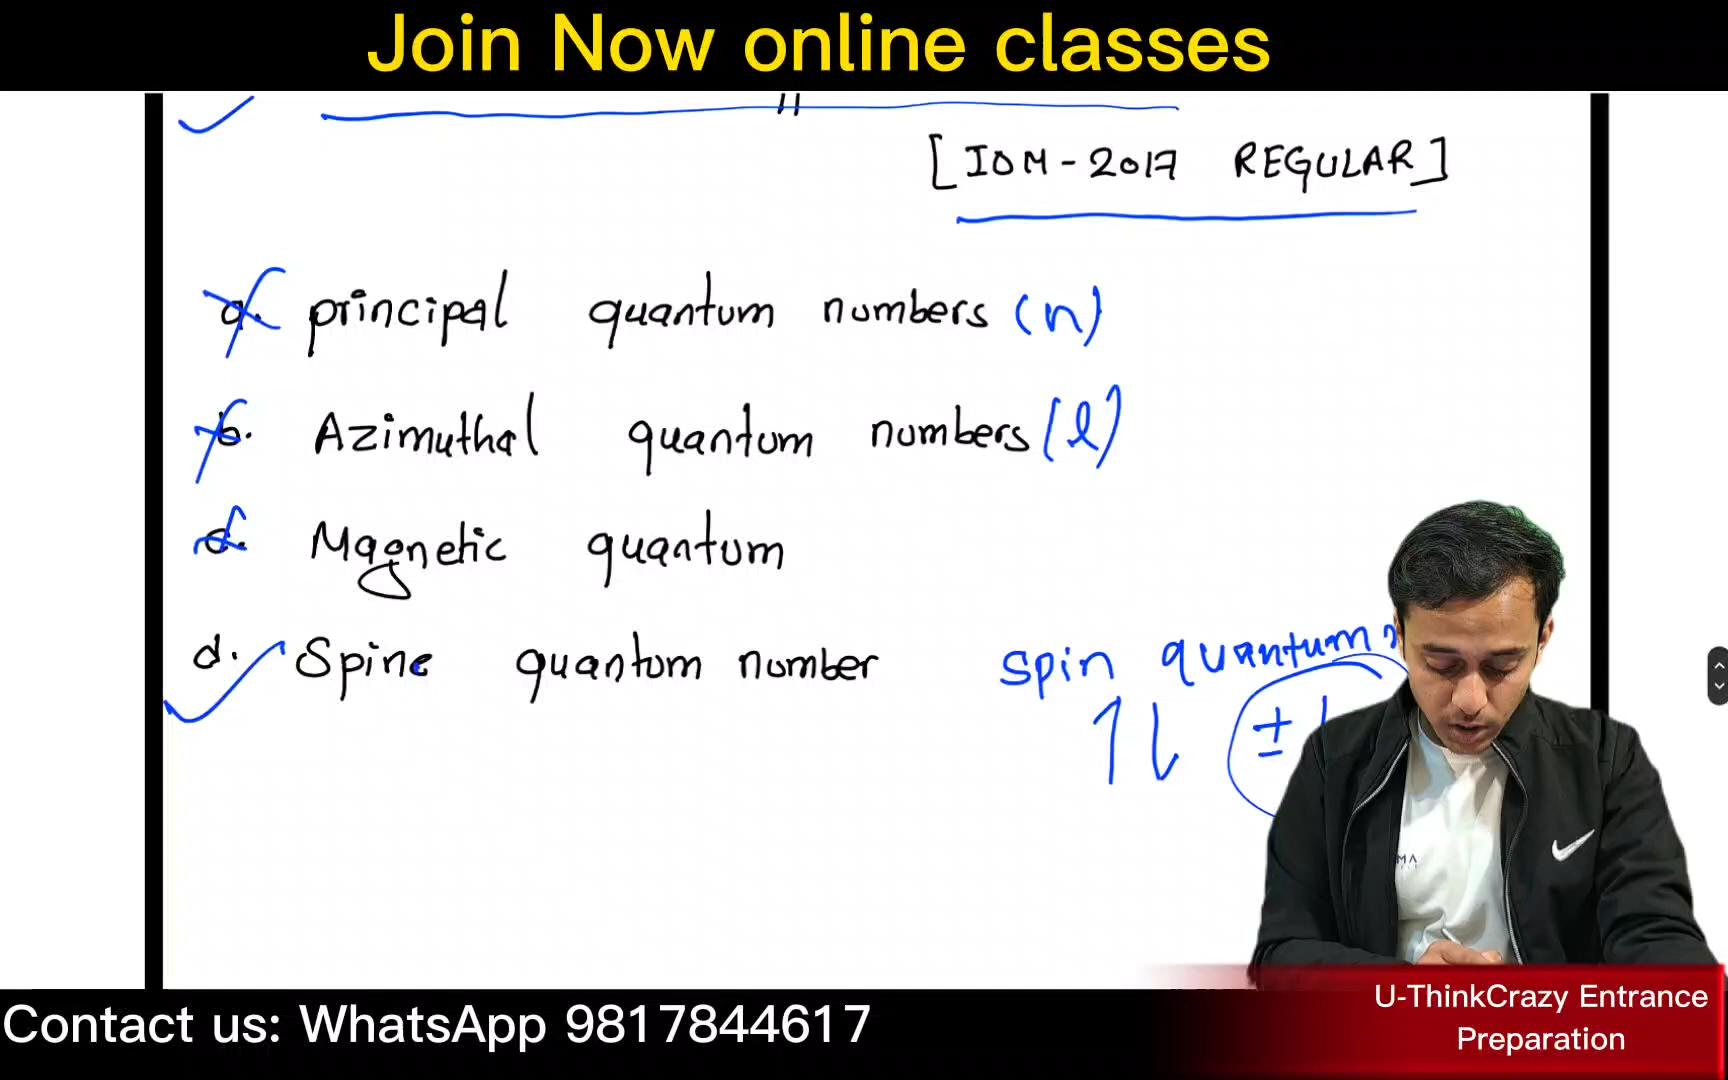 Join Now online classes
[IOM-2017 REGULAR]
a. principal quantum numbers (n)
b. Azimuthal quantum numbers (l)
c. Magnetic quantum
d. Spine quantum number
spin quantum
±
MA
U-ThinkCrazy Entrance
Preparation
Contact us: WhatsApp 9817844617